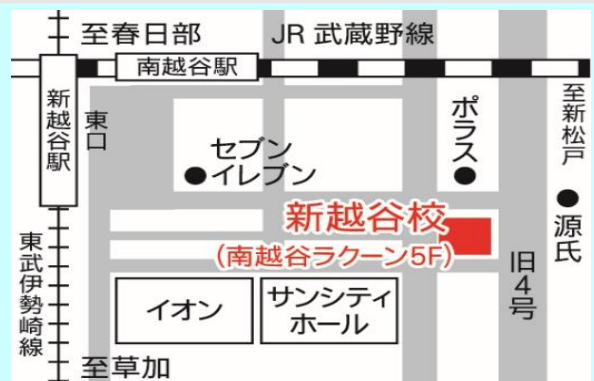 至春日部
JR 武蔵野線
南越谷駅
新越谷駅
東口
セブン
イレブン
ポラス
至新松戸
源氏
新越谷校
(南越谷ラクーン5F)
旧4号
東武伊勢崎線
イオン
サンシティ
ホール
至草加